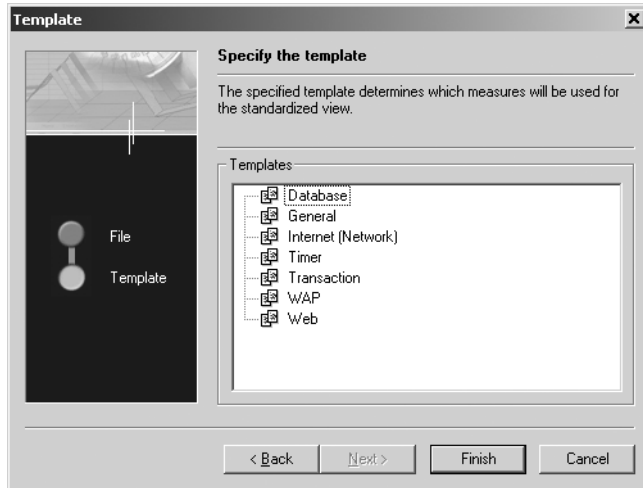 Template
Specify the template
The specified template determines which measures will be used for
the standardized view.
Templates
Database
General
Internet (Network)
Timer
Transaction
WAP
Web
File
Template
< Back
Next >
Finish
Cancel